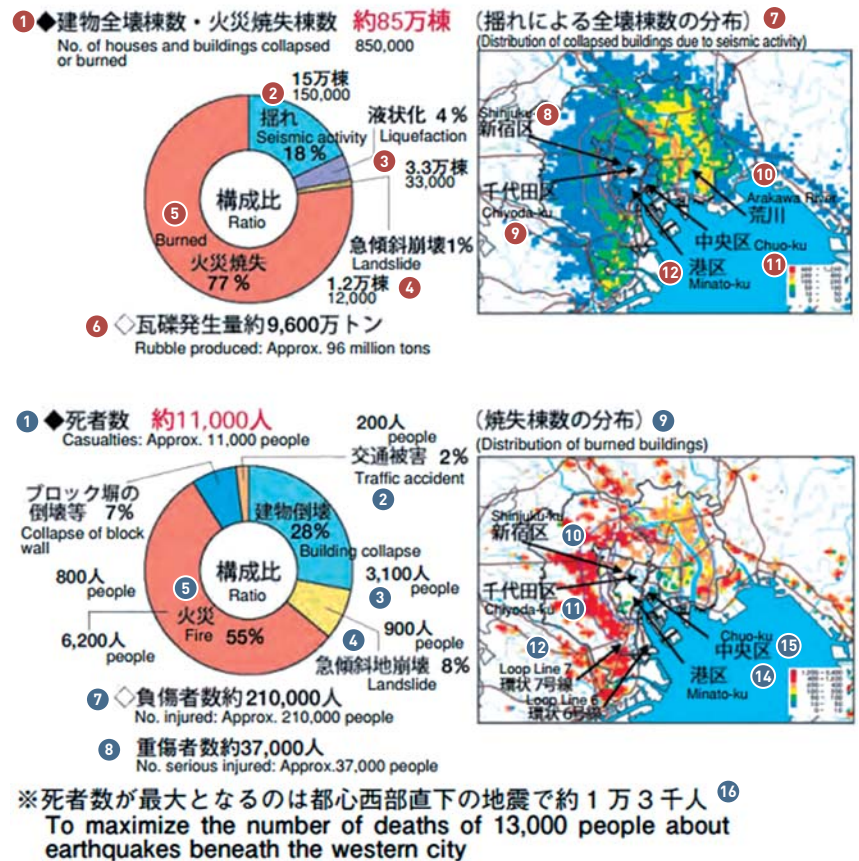 1 ◆建物全壊棟数・火災焼失棟数 約85万棟
No. of houses and buildings collapsed 850,000
or burned
15万棟
2 150,000
揺れ
Seismic activity
18%
液状化 4%
Liquefaction
3 3.3万棟
33,000
構成比
Ratio
5
Burned
火災焼失
77%
急傾斜崩壊1%
Landslide
1.2万棟 4
12,000
6 ◇瓦礫発生量約9,600万トン
Rubble produced: Approx. 96 million tons
(揺れによる全壊棟数の分布) 7
(Distribution of collapsed buildings due to seismic activity)
Shinjuku- 8
新宿区
千代田区
Chiyoda-ku
9
10
Arakawa River
荒川
中央区 Chuo-ku
11
12 港区
Minato-ku
1 ◆死者数 約11,000人
Casualties: Approx. 11,000 people
200人
people
交通被害 2%
Traffic accident
2
ブロック塀の
倒壊等 7%
Collapse of block
wall
800人
people
建物倒壊
28%
Building collapse
3,100人
people
3
構成比
Ratio
5
火災
Fire 55%
6,200人
people
4 900人
people
急傾斜地崩壊 8%
Landslide
7 ◇負傷者数約210,000人
No. injured: Approx. 210,000 people
8 重傷者数約37,000人
No. serious injured: Approx.37,000 people
(焼失棟数の分布) 9
(Distribution of burned buildings)
Shinjuku-ku
新宿区 10
千代田区
Chiyoda-ku 11
12
Loop Line 7
環状7号線
Loop Line 6
環状6号線
Chuo-ku
中央区 15
港区 14
Minato-ku
※死者数が最大となるのは都心西部直下の地震で約1万3千人 16
To maximize the number of deaths of 13,000 people about
earthquakes beneath the western city